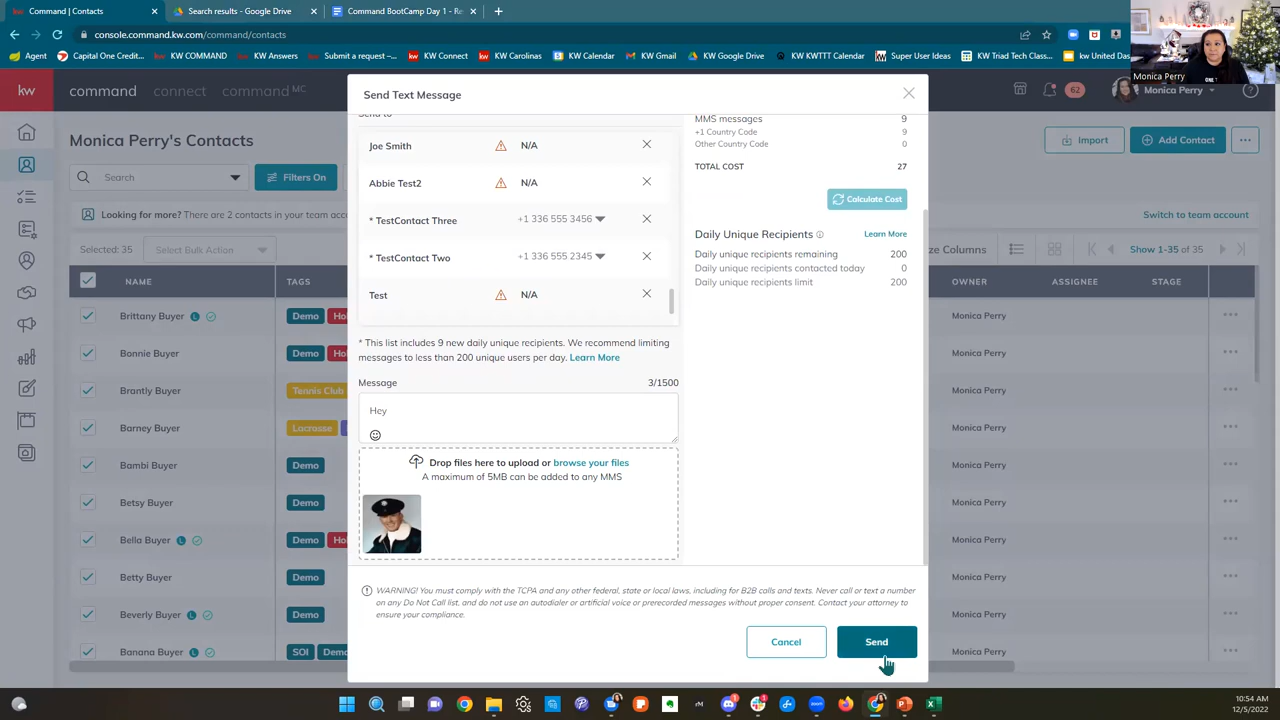 Command | Contacts
Search results - Google Drive
Command BootCamp Day 1 - Re
console.command.kw.com/command/contacts
Agent
Capital One Credit...
KW COMMAND
KW Answers
Submit a request –...
KW Connect
KW Carolinas
KW Calendar
KW Gmail
KW Google Drive
KW KWTTT Calendar
Super User Ideas
KW Triad Tech Class...
kw United Das
Monica Perry
ONE T
kw
command
connect
command MC
62
Monica Perry
Monica Perry's Contacts
Import
Add Contact
Search
Filters On
Looking for more? There are 2 contacts in your team acco
Switch to team account
Selected: 35
Select Bulk Action
ze Columns
Show 1-35 of 35
NAME
TAGS
OWNER
ASSIGNEE
STAGE
Brittany Buyer
L
Demo
Monica Perry
Bannie Buyer
Demo
Monica Perry
Brontly Buyer
Tennis Club
Monica Perry
Barney Buyer
Lacrosse
Monica Perry
Bambi Buyer
Demo
Monica Perry
Betsy Buyer
Demo
Monica Perry
Bella Buyer
L
Demo
Monica Perry
Betty Buyer
Demo
Monica Perry
Beverly Buyer
L
Demo
Monica Perry
Banana Buyer
L
SOI
Demo
Monica Perry
Send Text Message
Send to
Joe Smith
N/A
Abbie Test2
N/A
* TestContact Three
+1 336 555 3456
* TestContact Two
+1 336 555 2345
Test
N/A
* This list includes 9 new daily unique recipients. We recommend limiting
messages to less than 200 unique users per day. Learn More
Message
3/1500
Hey
Drop files here to upload or browse your files
A maximum of 5MB can be added to any MMS
MMS messages
9
+1 Country Code
9
Other Country Code
0
TOTAL COST
27
Calculate Cost
Daily Unique Recipients
Learn More
Daily unique recipients remaining
200
Daily unique recipients contacted today
0
Daily unique recipients limit
200
WARNING! You must comply with the TCPA and any other federal, state or local laws, including for B2B calls and texts. Never call or text a number
on any Do Not Call list, and do not use an autodialer or artificial voice or prerecorded messages without proper consent. Contact your attorney to
ensure your compliance.
Cancel
Send
10:54 AM
12/5/2022